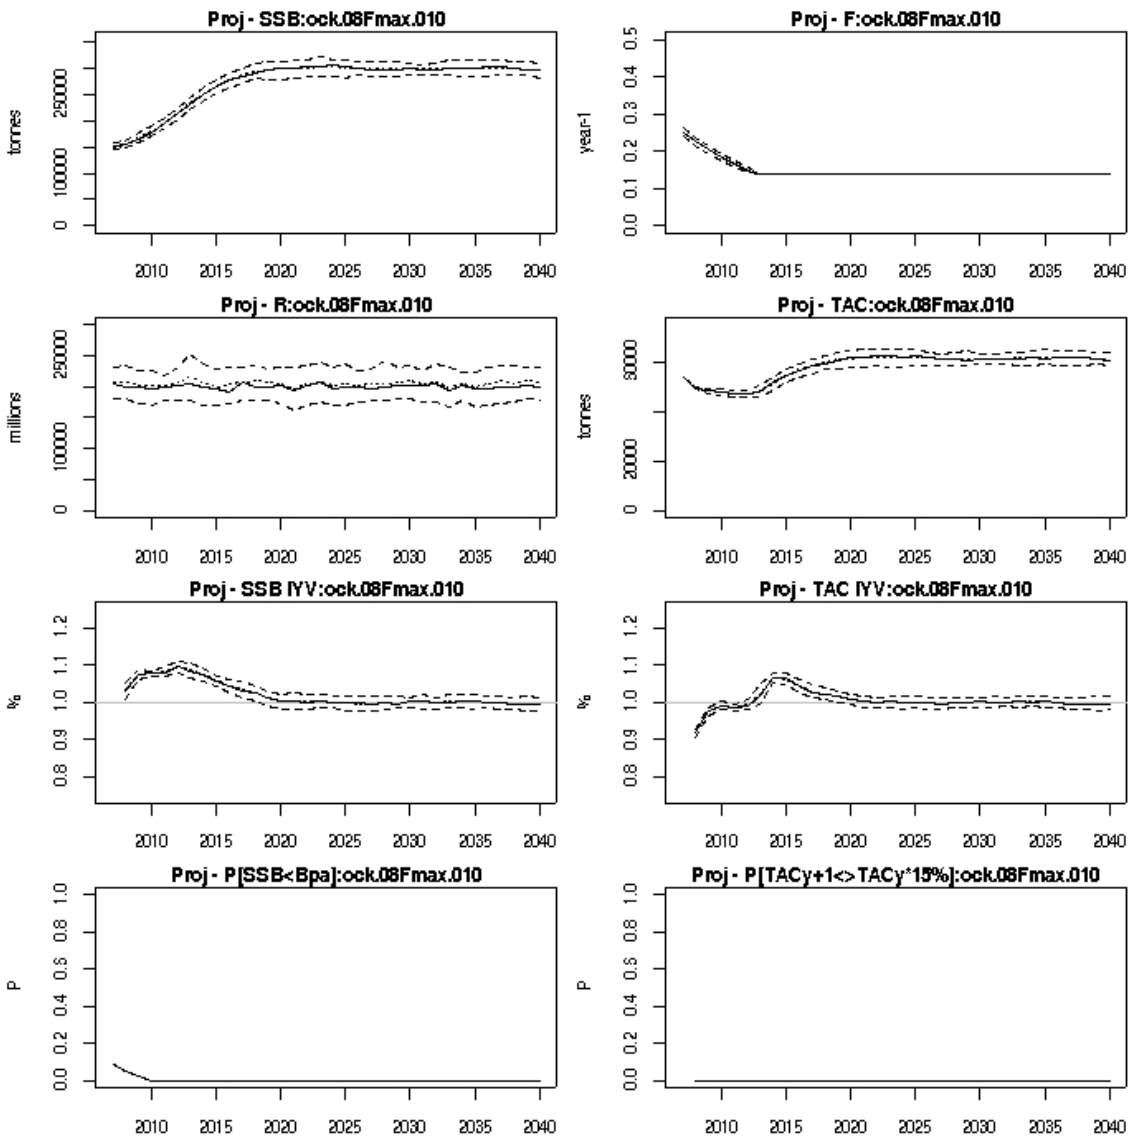 Proj - SSB:ock.08Fmax.010
tonnes
0 100000 250000
2010 2015 2020 2025 2030 2035 2040
Proj - F:ock.08Fmax.010
year-1
0.0 0.1 0.2 0.3 0.4 0.5
2010 2015 2020 2025 2030 2035 2040
Proj - R:ock.08Fmax.010
millions
0 100000 250000
2010 2015 2020 2025 2030 2035 2040
Proj - TAC:ock.08Fmax.010
tonnes
0 20000 60000
2010 2015 2020 2025 2030 2035 2040
Proj - SSB IYV:ock.08Fmax.010
%
0.8 0.9 1.0 1.1 1.2
2010 2015 2020 2025 2030 2035 2040
Proj - TAC IYV:ock.08Fmax.010
%
0.8 0.9 1.0 1.1 1.2
2010 2015 2020 2025 2030 2035 2040
Proj - P[SSB<Bpa]:ock.08Fmax.010
P
0.0 0.2 0.4 0.6 0.8 1.0
2010 2015 2020 2025 2030 2035 2040
Proj - P[TACy+1<>TACy*15%]:ock.08Fmax.010
P
0.0 0.2 0.4 0.6 0.8 1.0
2010 2015 2020 2025 2030 2035 2040